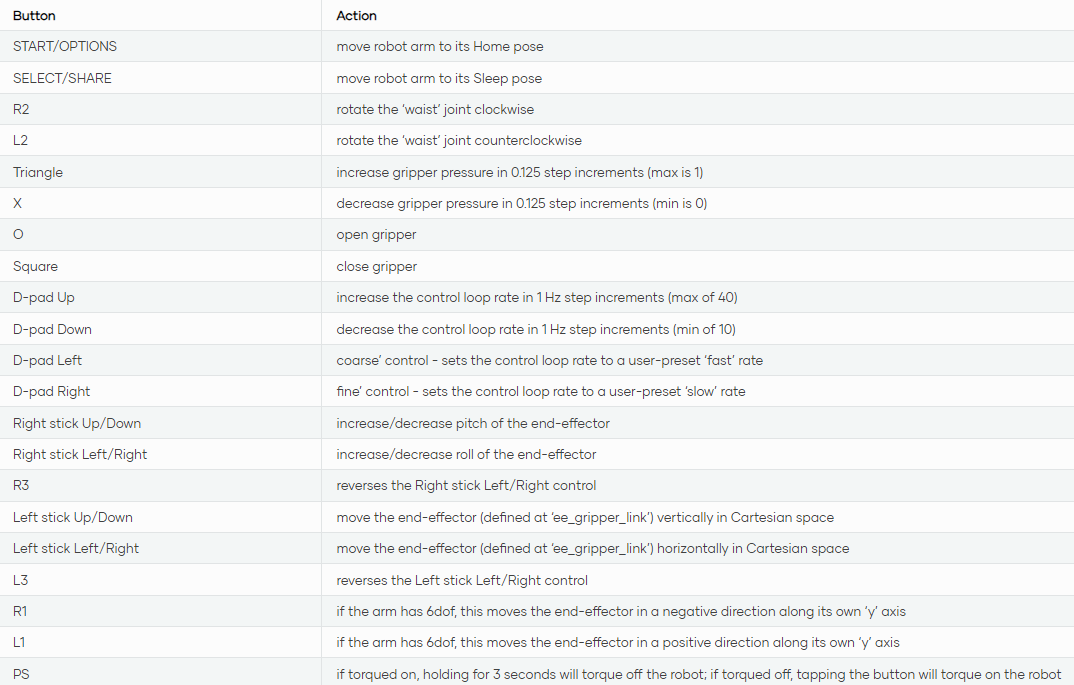 Button Action
START/OPTIONS move robot arm to its Home pose
SELECT/SHARE move robot arm to its Sleep pose
R2 rotate the ‘waist’ joint clockwise
L2 rotate the ‘waist’ joint counterclockwise
Triangle increase gripper pressure in 0.125 step increments (max is 1)
X decrease gripper pressure in 0.125 step increments (min is 0)
O open gripper
Square close gripper
D-pad Up increase the control loop rate in 1 Hz step increments (max of 40)
D-pad Down decrease the control loop rate in 1 Hz step increments (min of 10)
D-pad Left coarse’ control - sets the control loop rate to a user-preset ‘fast’ rate
D-pad Right fine’ control - sets the control loop rate to a user-preset ‘slow’ rate
Right stick Up/Down increase/decrease pitch of the end-effector
Right stick Left/Right increase/decrease roll of the end-effector
R3 reverses the Right stick Left/Right control
Left stick Up/Down move the end-effector (defined at ‘ee_gripper_link’) vertically in Cartesian space
Left stick Left/Right move the end-effector (defined at ‘ee_gripper_link’) horizontally in Cartesian space
L3 reverses the Left stick Left/Right control
R1 if the arm has 6dof, this moves the end-effector in a negative direction along its own ‘y’ axis
L1 if the arm has 6dof, this moves the end-effector in a positive direction along its own ‘y’ axis
PS if torqued on, holding for 3 seconds will torque off the robot; if torqued off, tapping the button will torque on the robot